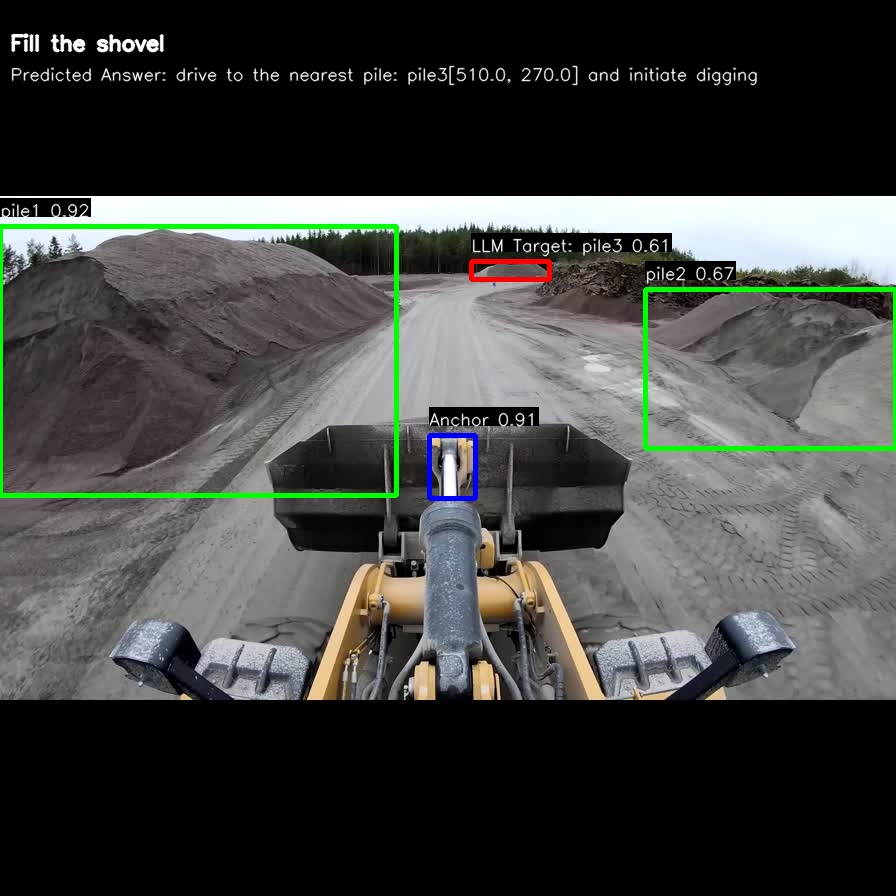 Fill the shovel
Predicted Answer: drive to the nearest pile: pile3[510.0, 270.0] and initiate digging
pile1 0.92
LLM Target: pile3 0.61
pile2 0.67
Anchor 0.91